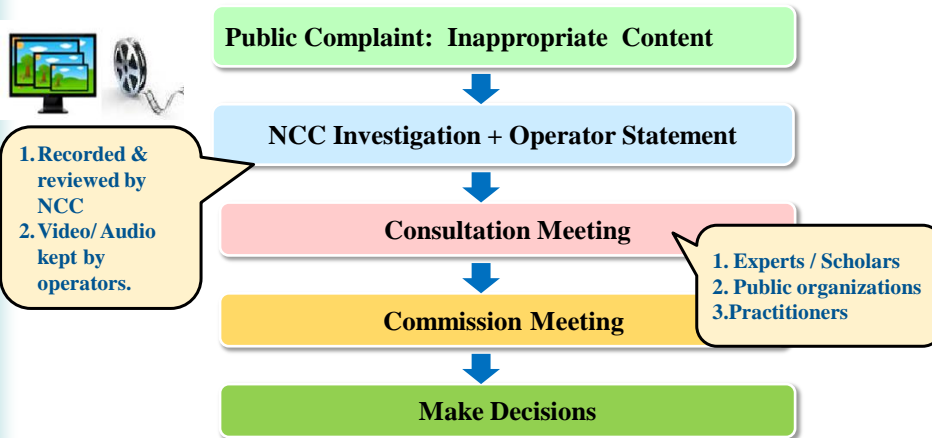 Public Complaint: Inappropriate Content
NCC Investigation + Operator Statement
1. Recorded &
reviewed by
NCC
2. Video/ Audio
kept by
operators.
Consultation Meeting
1. Experts / Scholars
2. Public organizations
3.Practitioners
Commission Meeting
Make Decisions